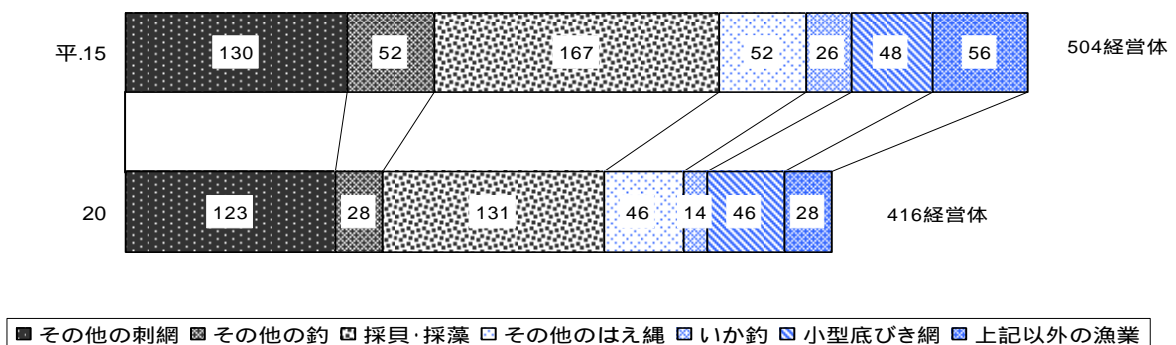 130 52 167 52 26 48 56
平.15 504経営体
123 28 131 46 14 46 28
20 416経営体
その他の刺網 その他の釣 採貝・採藻 その他のはえ縄 いか釣 小型底びき網 上記以外の漁業